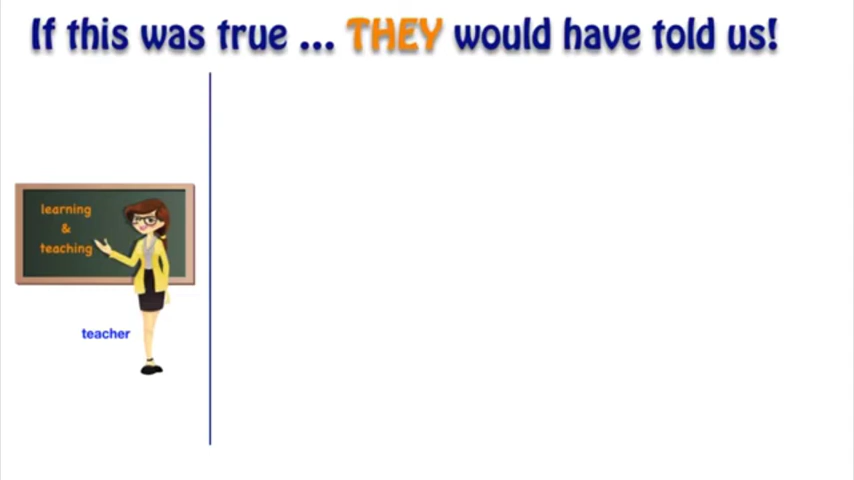 If this was true ... THEY would have told us!
learning
&
teaching
teacher